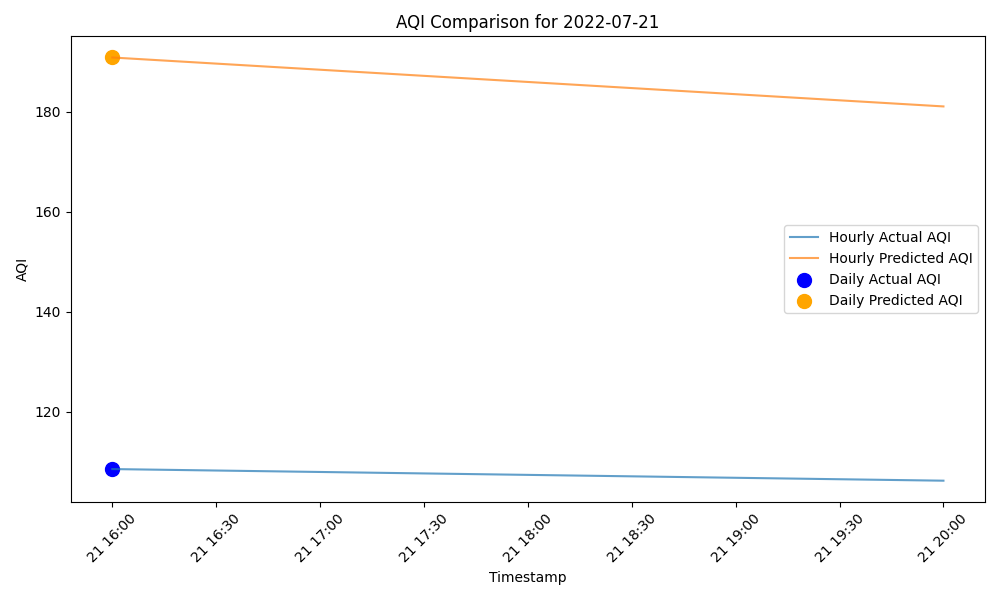 AQI Comparison for 2022-07-21
AQI
180
160
140
120
Hourly Actual AQI
Hourly Predicted AQI
Daily Actual AQI
Daily Predicted AQI
21 16:00
21 16:30
21 17:00
21 17:30
21 18:00
21 18:30
21 19:00
21 19:30
21 20:00
Timestamp